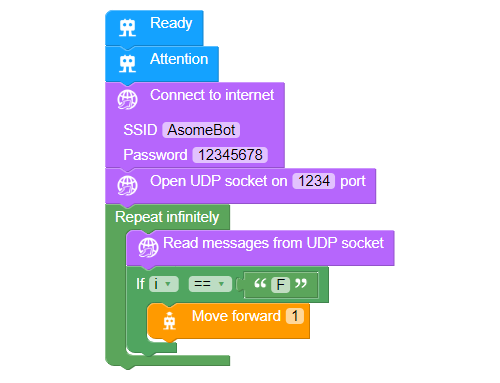 Ready
Attention
Connect to internet
SSID AsomeBot
Password 12345678
Open UDP socket on 1234 port
Repeat infinitely
Read messages from UDP socket
If i == “ F ”
Move forward 1